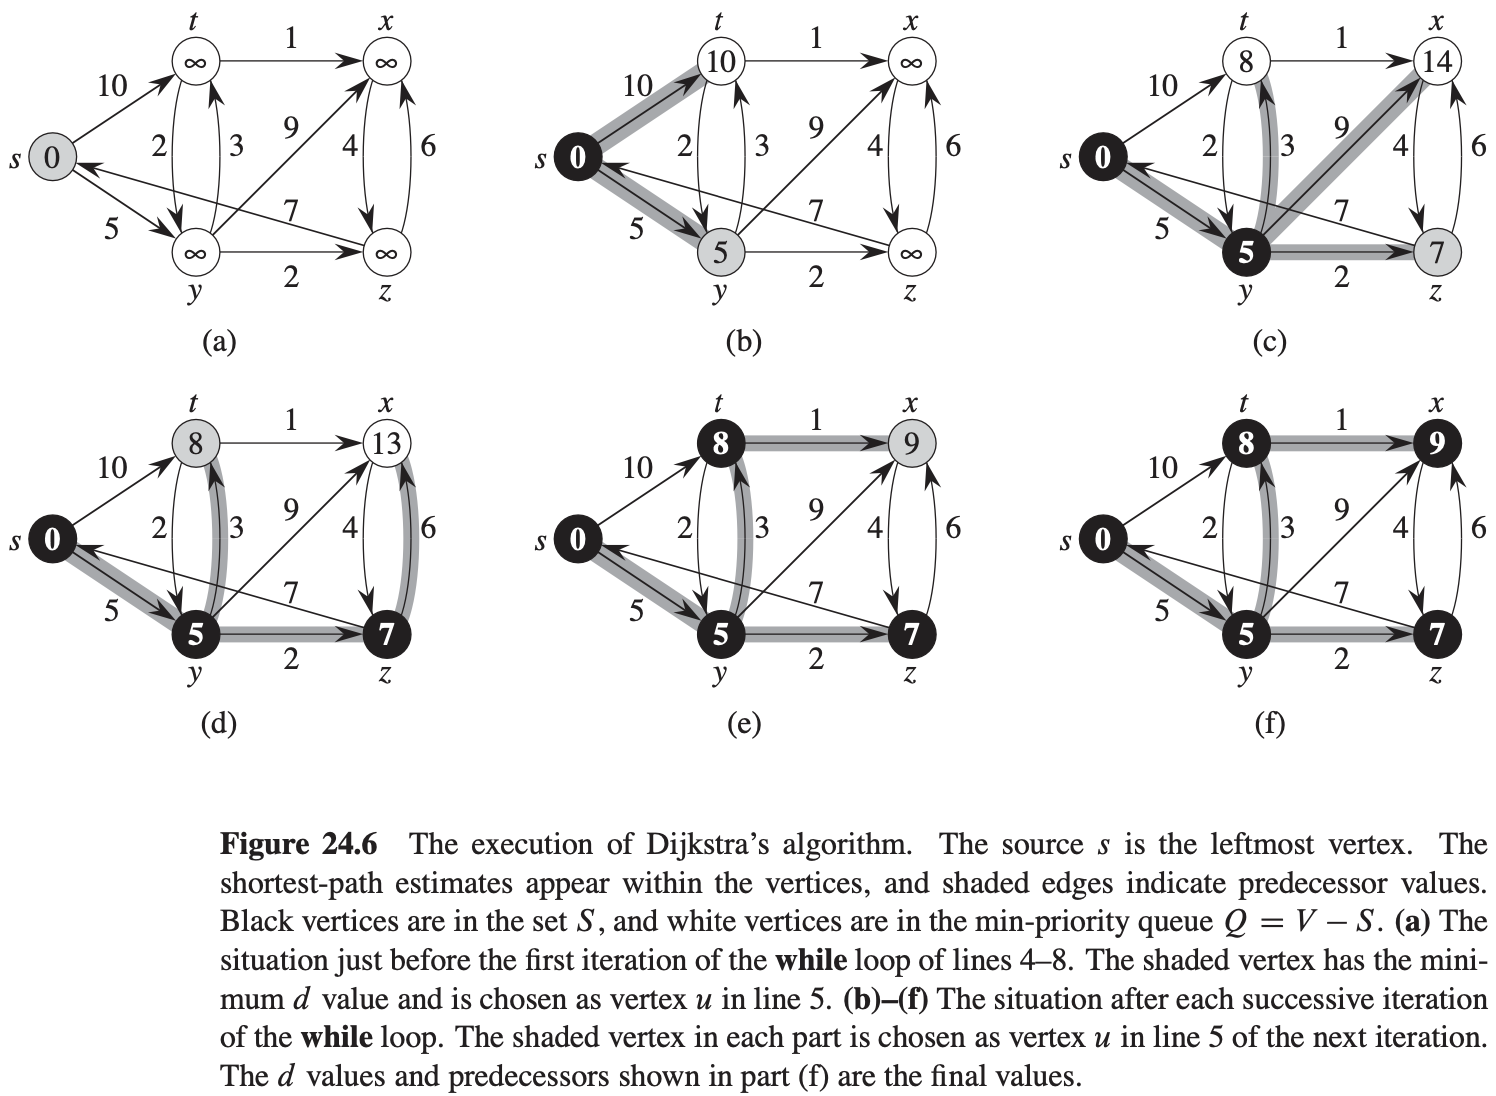 t x t x t x
1 1 1
∞ ∞ 10 ∞ 8 14
10 10 10
9 9 9
s 0 2 3 4 6 s 0 2 3 4 6 s 0 2 3 4 6
5 7 5 7 5 7
∞ ∞ 5 ∞ 5 7
2 2 2
y z y z y z
(a) (b) (c)
t x t x t x
1 1 1
8 13 8 9 8 9
10 10 10
9 9 9
s 0 2 3 4 6 s 0 2 3 4 6 s 0 2 3 4 6
5 7 5 7 5 7
5 7 5 7 5 7
2 2 2
y z y z y z
(d) (e) (f)
Figure 24.6 The execution of Dijkstra's algorithm. The source s is the leftmost vertex. The
shortest-path estimates appear within the vertices, and shaded edges indicate predecessor values.
Black vertices are in the set S, and white vertices are in the min-priority queue Q = V − S. (a) The
situation just before the first iteration of the while loop of lines 4–8. The shaded vertex has the mini-
mum d value and is chosen as vertex u in line 5. (b)–(f) The situation after each successive iteration
of the while loop. The shaded vertex in each part is chosen as vertex u in line 5 of the next iteration.
The d values and predecessors shown in part (f) are the final values.